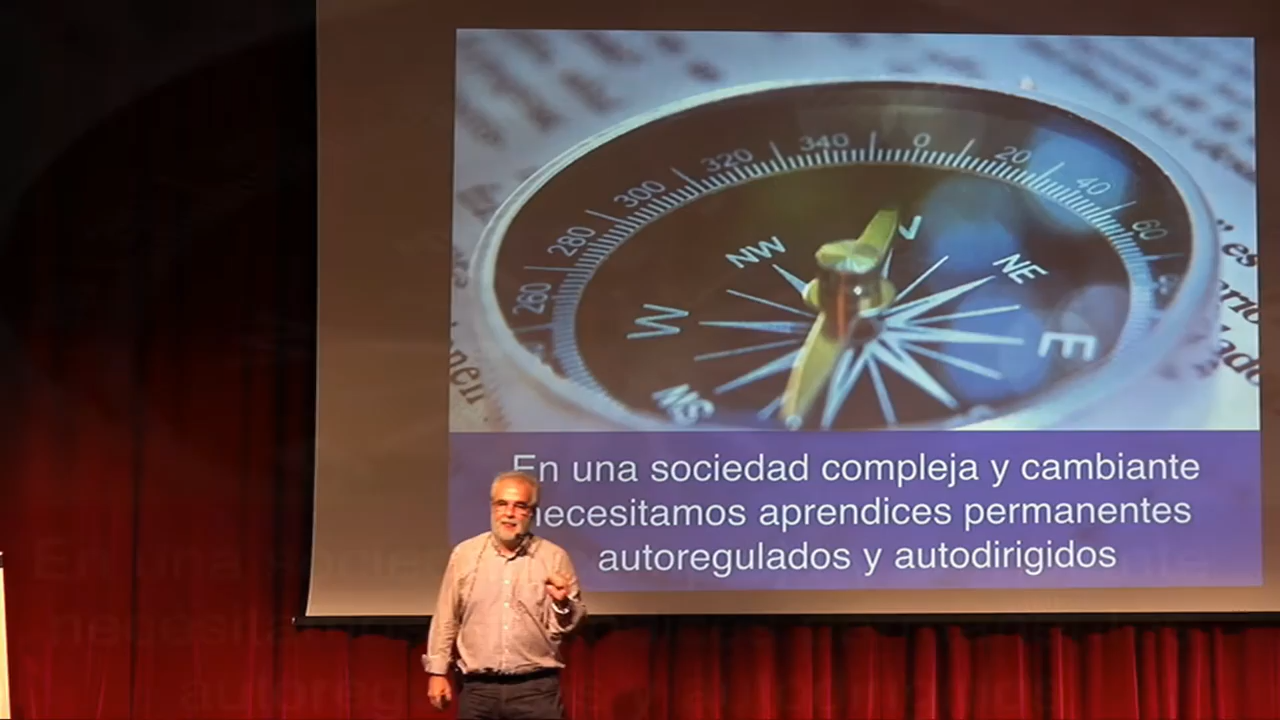 340
0
20
320
40
300
60
280
260
NW
NE
W
E
es
En una sociedad compleja y cambiante
necesitamos aprendices permanentes
autoregulados y autodirigidos